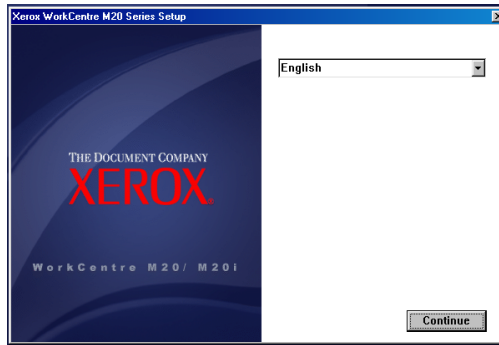 Xerox WorkCentre M20 Series Setup
English
THE DOCUMENT COMPANY
XEROX.
WorkCentre M20/ M20i
Continue